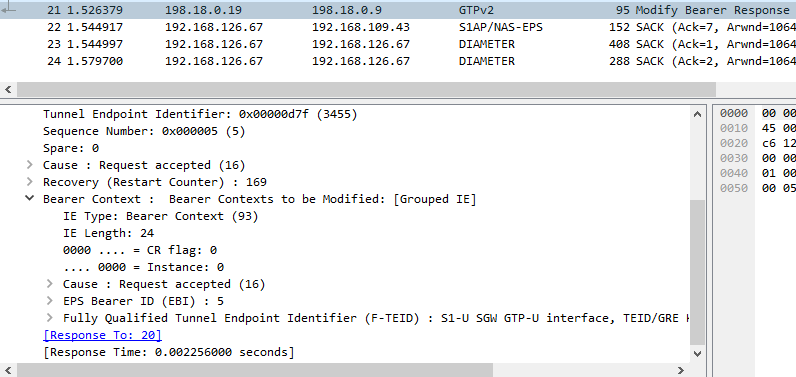 21 1.526379 198.18.0.19 198.18.0.9 GTPv2 95 Modify Bearer Response
22 1.544917 192.168.126.67 192.168.109.43 S1AP/NAS-EPS 152 SACK (Ack=7, Arwnd=1064
23 1.544997 192.168.126.67 192.168.126.67 DIAMETER 408 SACK (Ack=1, Arwnd=1064
24 1.579700 192.168.126.67 192.168.126.67 DIAMETER 288 SACK (Ack=2, Arwnd=1064
Tunnel Endpoint Identifier: 0x00000d7f (3455)
Sequence Number: 0x000005 (5)
Spare: 0
Cause : Request accepted (16)
Recovery (Restart Counter) : 169
Bearer Context :  Bearer Contexts to be Modified: [Grouped IE]
IE Type: Bearer Context (93)
IE Length: 24
0000 .... = CR flag: 0
.... 0000 = Instance: 0
Cause : Request accepted (16)
EPS Bearer ID (EBI) : 5
Fully Qualified Tunnel Endpoint Identifier (F-TEID) : S1-U SGW GTP-U interface, TEID/GRE
[Response To: 20]
[Response Time: 0.002256000 seconds]
0000 00 00
0010 45 00
0020 c6 12
0030 00 00
0040 01 00
0050 00 05